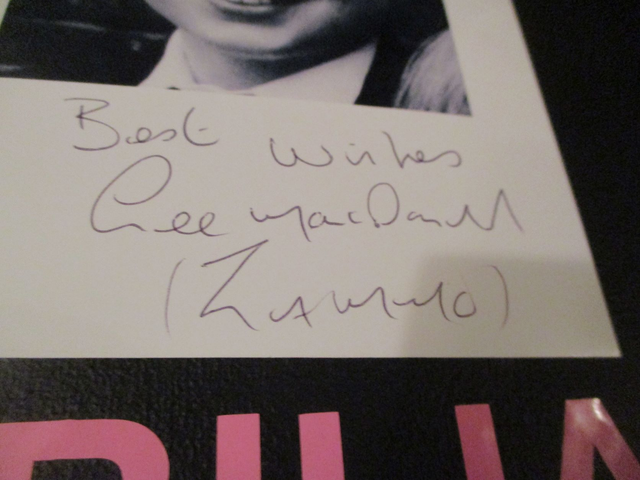 Best Wishes
Lee MacDonald
(Zammo)